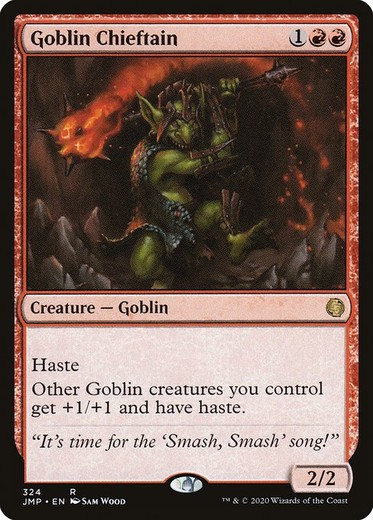 Goblin Chieftain 1
Creature — Goblin
Haste
Other Goblin creatures you control
get +1/+1 and have haste.
“It’s time for the ‘Smash, Smash’ song!”
2/2
324 R
JMP • EN Sam Wood
™ & © 2020 Wizards of the Coast